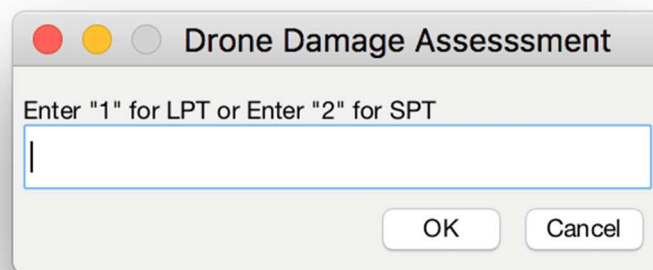 Drone Damage Assesssment
Enter "1" for LPT or Enter "2" for SPT
OK Cancel